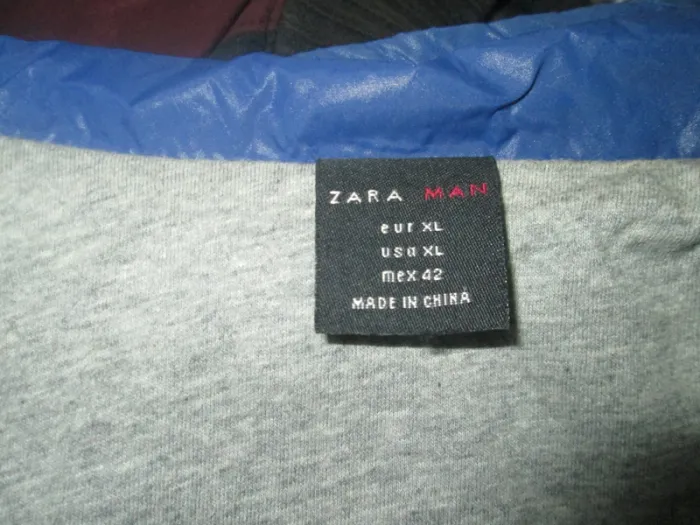 ZARA MAN
eur XL
usa XL
mex 42
MADE IN CHINA